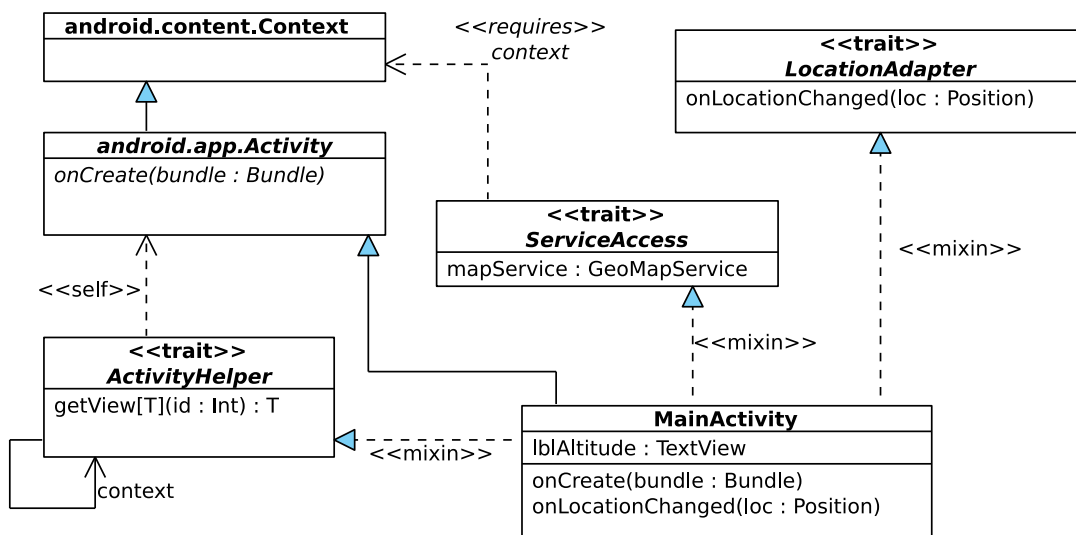 android.content.Context
<<requires>>
context
<<trait>>
LocationAdapter
onLocationChanged(loc : Position)
android.app.Activity
onCreate(bundle : Bundle)
<<trait>>
ServiceAccess
mapService : GeoMapService
<<mixin>>
<<self>>
<<mixin>>
<<trait>>
ActivityHelper
getView[T](id : Int) : T
context
<<mixin>>
MainActivity
lblAltitude : TextView
onCreate(bundle : Bundle)
onLocationChanged(loc : Position)